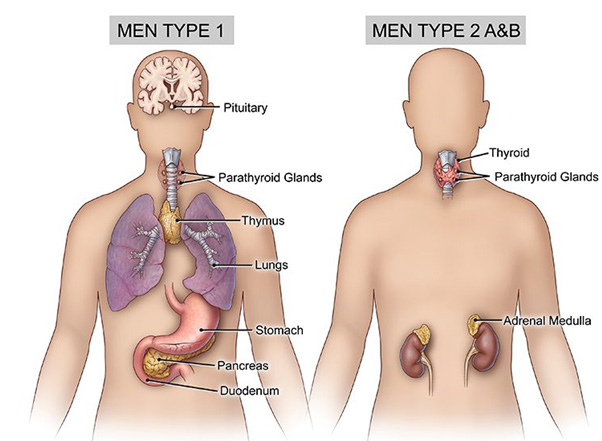 MEN TYPE 1
Pituitary
Parathyroid Glands
Thymus
Lungs
Stomach
Pancreas
Duodenum
MEN TYPE 2 A&B
Thyroid
Parathyroid Glands
Adrenal Medulla